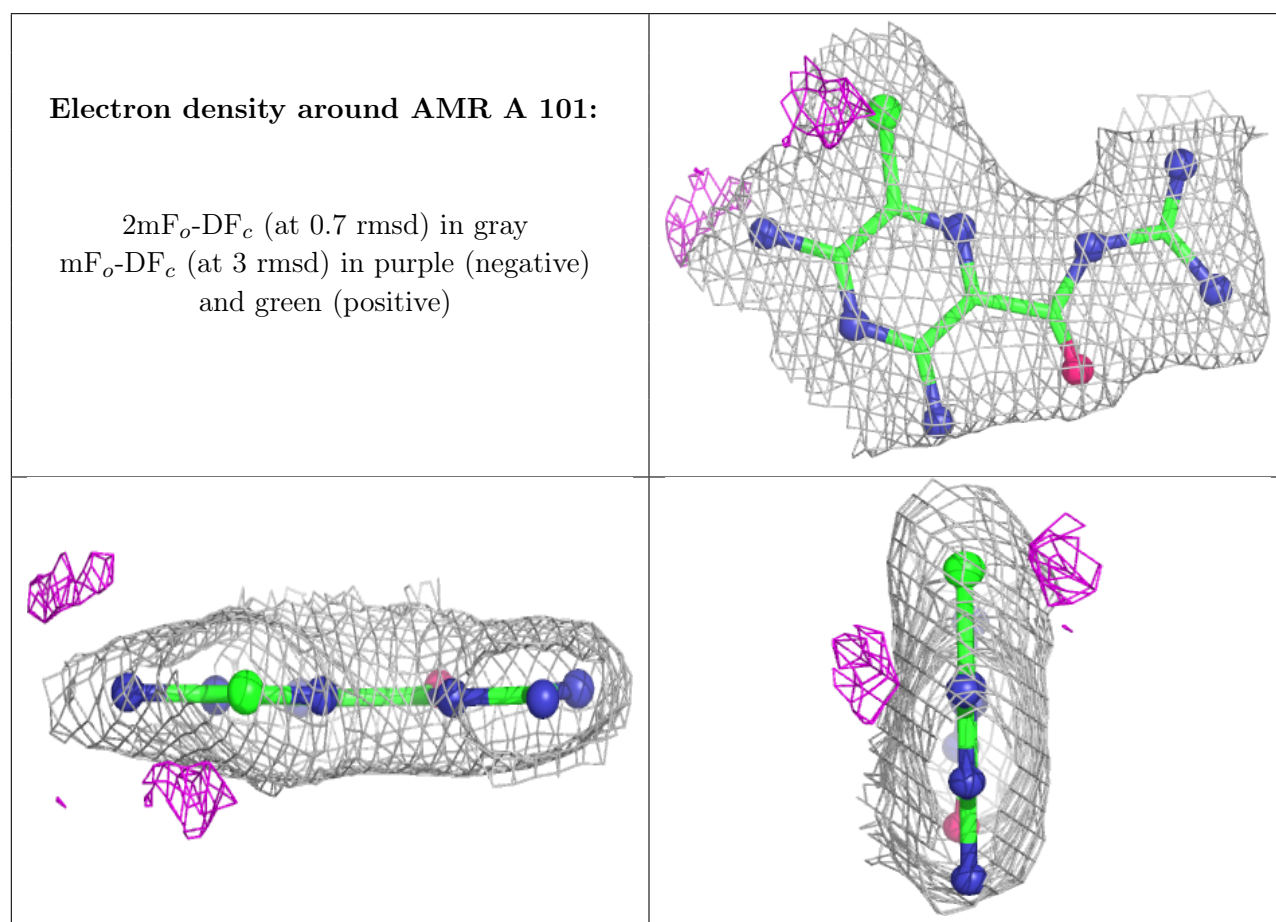 Electron density around AMR A 101:
2mFo-DFc (at 0.7 rmsd) in gray
mFo-DFc (at 3 rmsd) in purple (negative)
and green (positive)